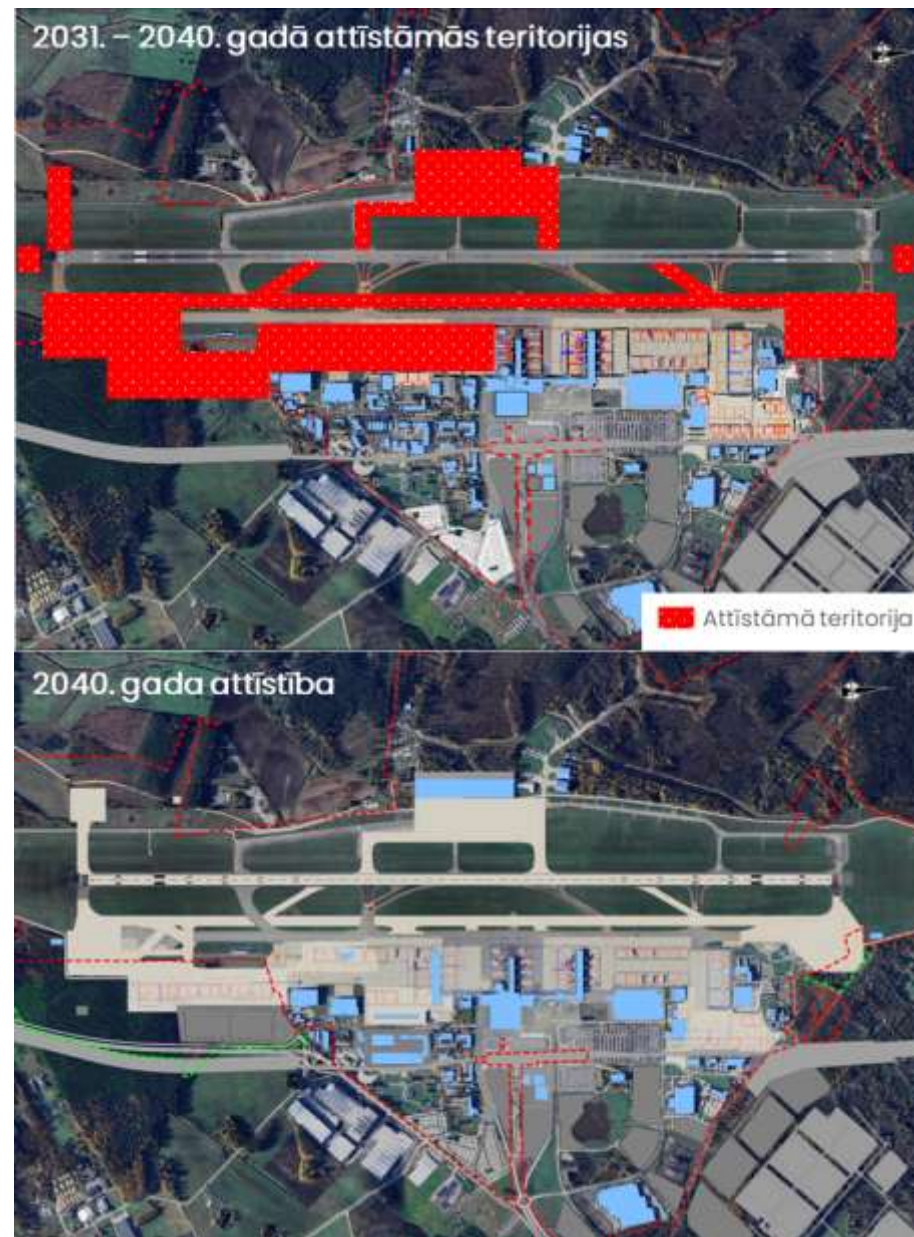 2031. – 2040. gadā attīstāmās teritorijas
Attīstāmā teritorija
2040. gada attīstība